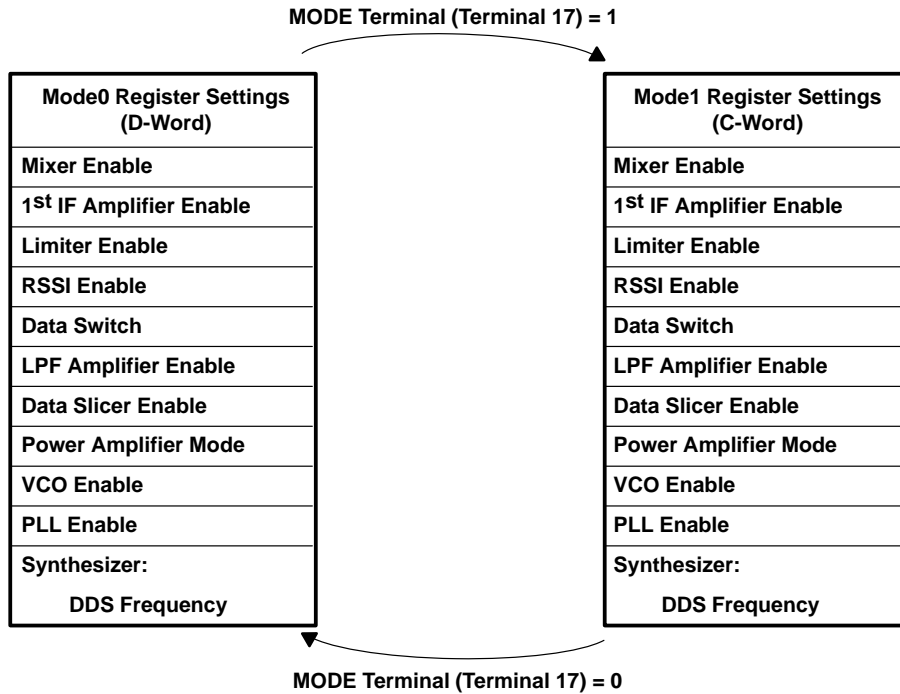 MODE Terminal (Terminal 17) = 1
Mode0 Register Settings
(D-Word)
Mixer Enable
1st IF Amplifier Enable
Limiter Enable
RSSI Enable
Data Switch
LPF Amplifier Enable
Data Slicer Enable
Power Amplifier Mode
VCO Enable
PLL Enable
Synthesizer:
DDS Frequency
Mode1 Register Settings
(C-Word)
Mixer Enable
1st IF Amplifier Enable
Limiter Enable
RSSI Enable
Data Switch
LPF Amplifier Enable
Data Slicer Enable
Power Amplifier Mode
VCO Enable
PLL Enable
Synthesizer:
DDS Frequency
MODE Terminal (Terminal 17) = 0